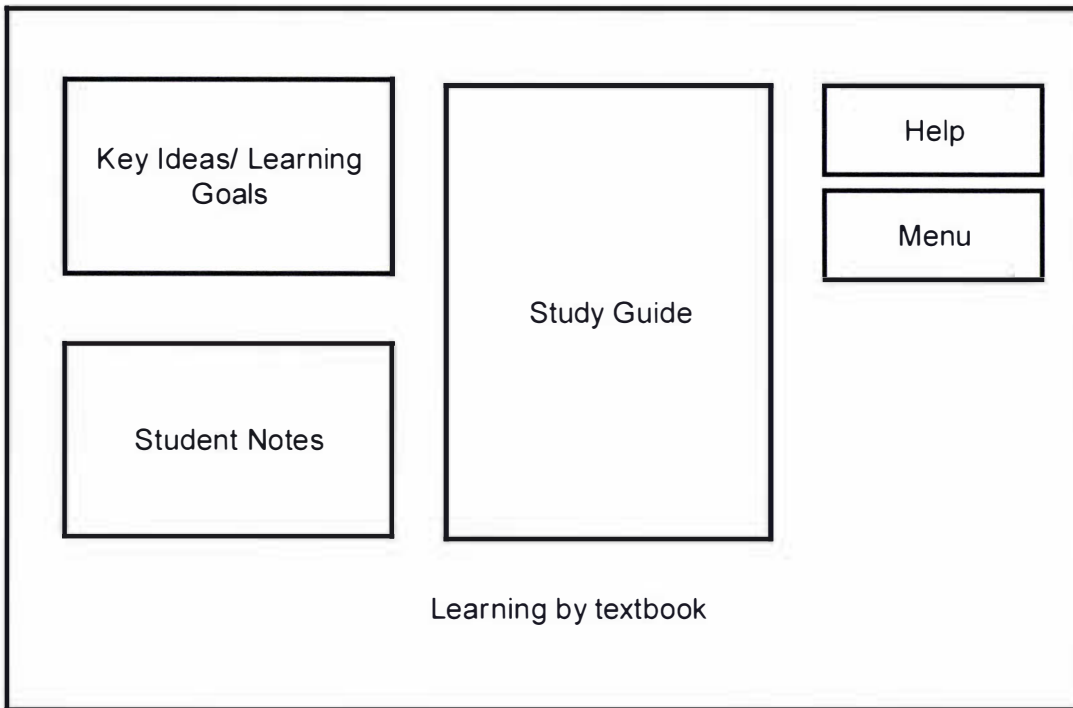 Key Ideas/ Learning
Goals
Student Notes
Study Guide
Help
Menu
Learning by textbook